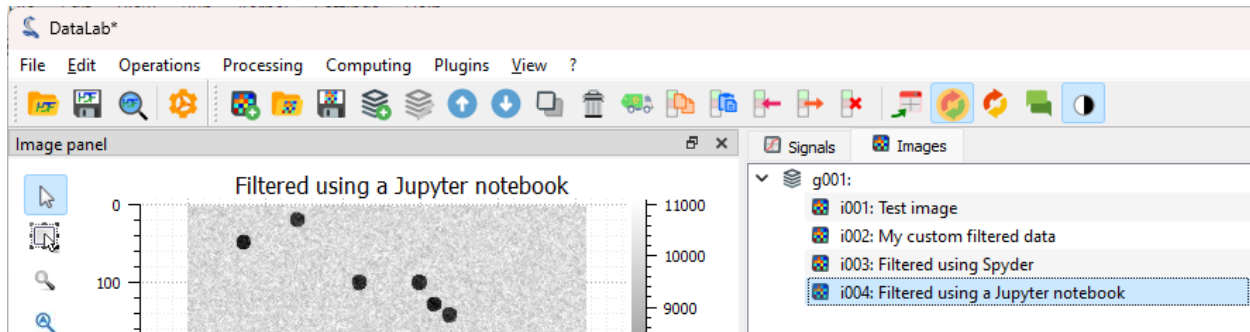 DataLab*
File Edit Operations Processing Computing Plugins View ?
Image panel
Signals Images
Filtered using a Jupyter notebook
0
100
11000
10000
9000
g001:
i001: Test image
i002: My custom filtered data
i003: Filtered using Spyder
i004: Filtered using a Jupyter notebook